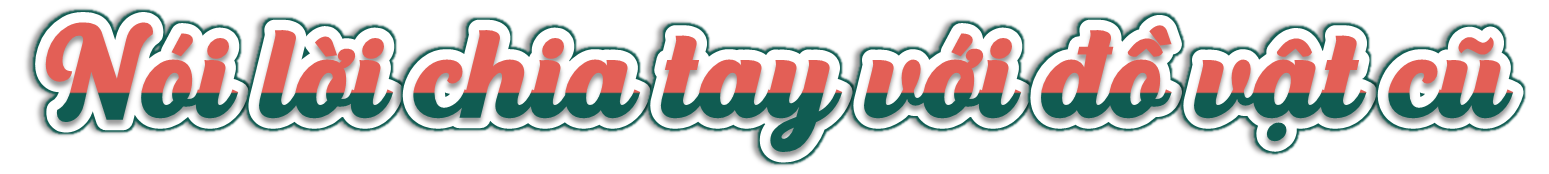 Nói lời chia tay với đồ vật cũ